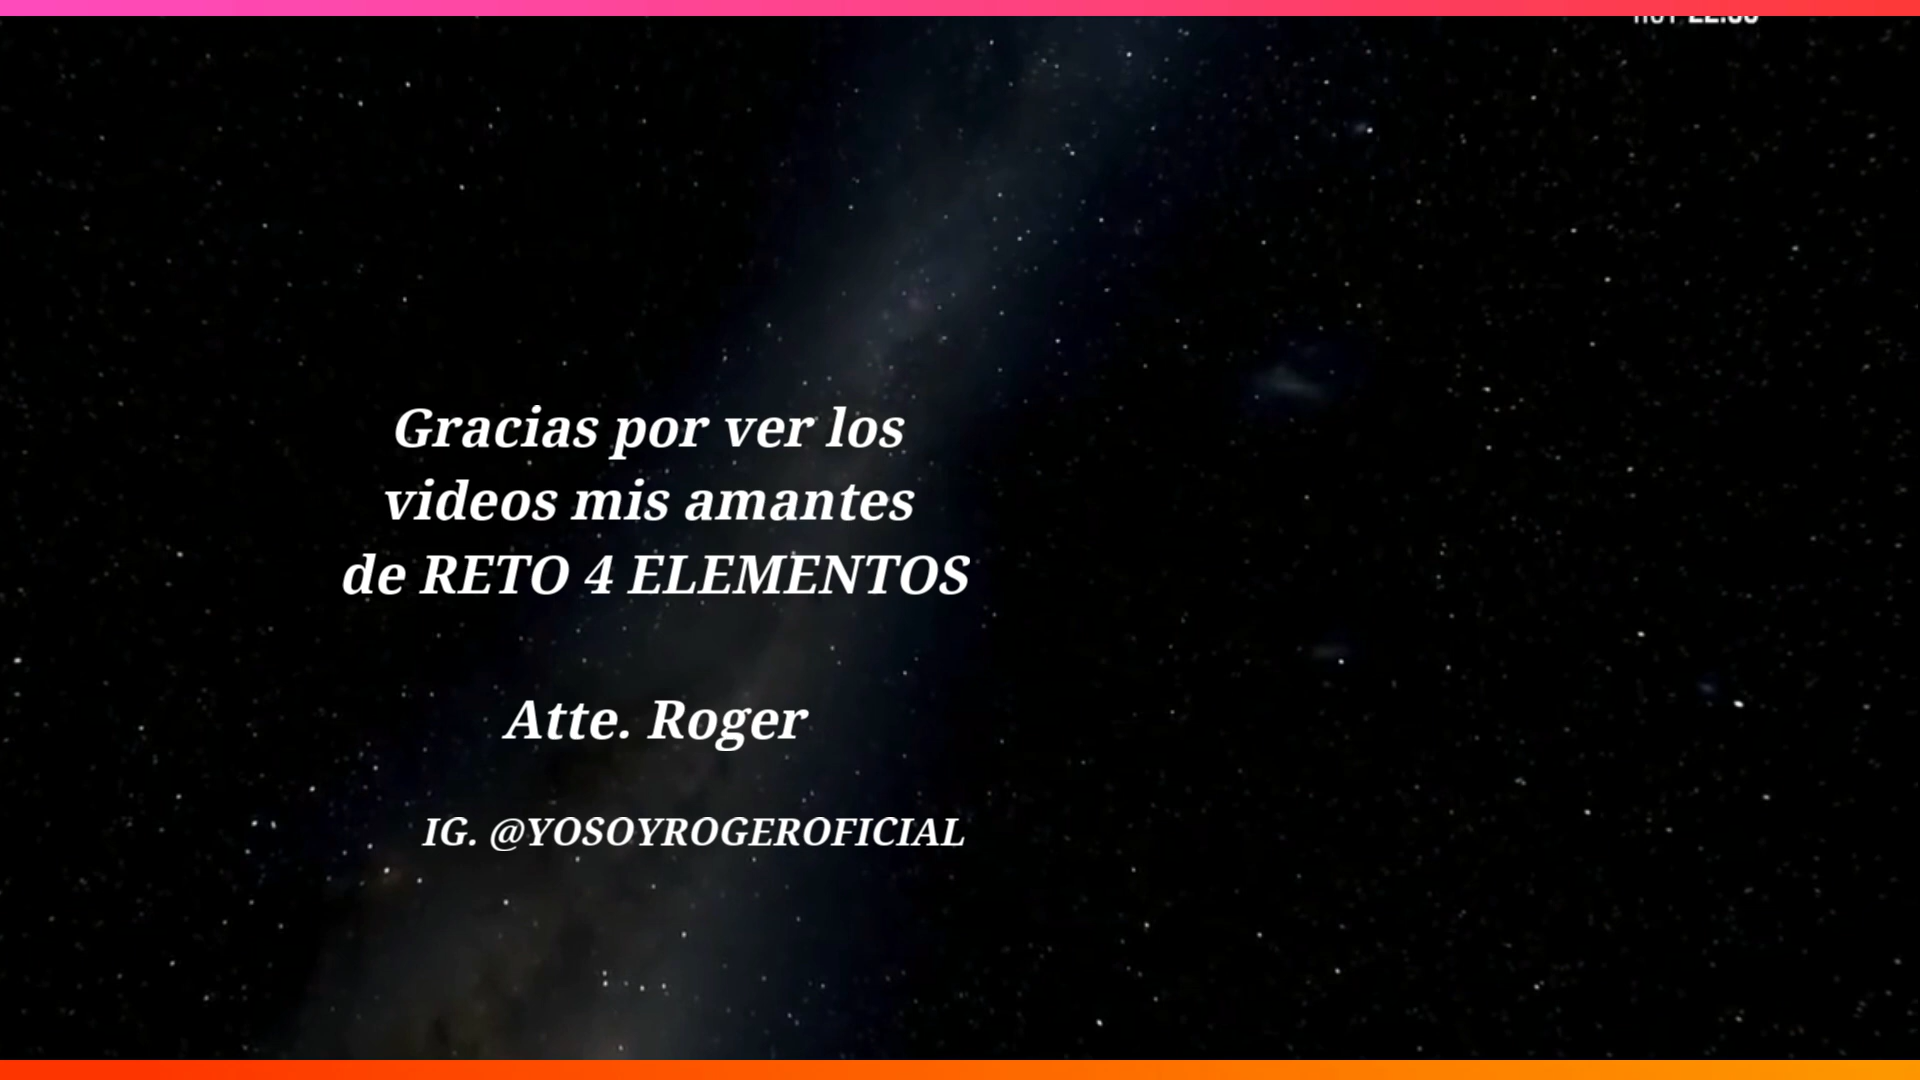 Gracias por ver los
videos mis amantes
de RETO 4 ELEMENTOS
Atte. Roger
IG. @YOSOYROGEROFICIAL